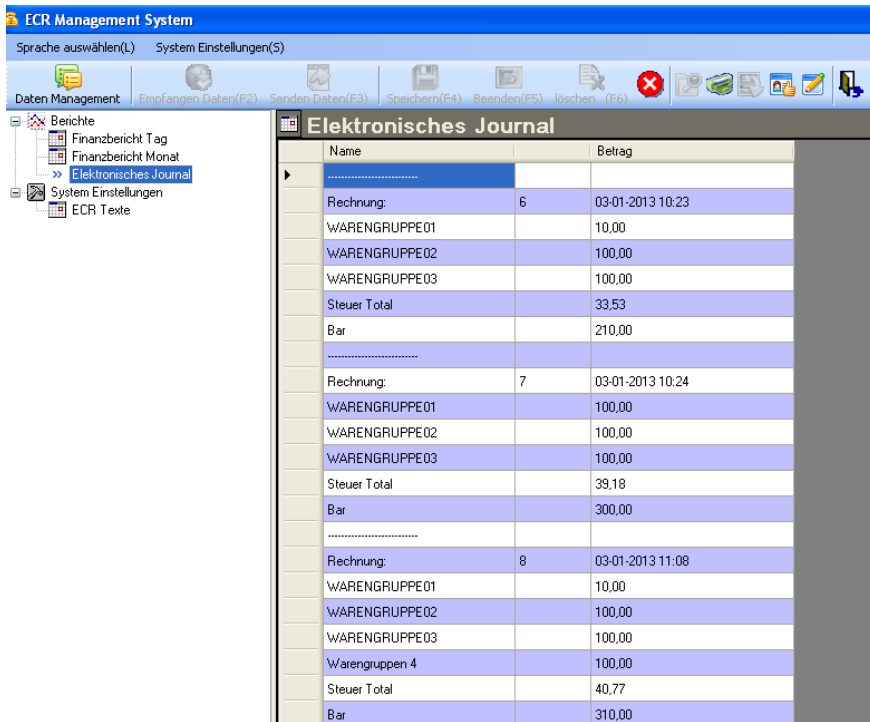 ECR Management System
Sprache auswählen(L) System Einstellungen(S)
Daten Management Empfangen Daten(F2) Senden Daten(F3) Speichern(F4) Beenden(F5) löschen...(F6)
Berichte
Finanzbericht Tag
Finanzbericht Monat
Elektronisches Journal
System Einstellungen
ECR Texte
Elektronisches Journal
Name Betrag
---------------------------
Rechnung: 6 03-01-2013 10:23
WARENGRUPPE01 10,00
WARENGRUPPE02 100,00
WARENGRUPPE03 100,00
Steuer Total 33,53
Bar 210,00
---------------------------
Rechnung: 7 03-01-2013 10:24
WARENGRUPPE01 100,00
WARENGRUPPE02 100,00
WARENGRUPPE03 100,00
Steuer Total 39,18
Bar 300,00
---------------------------
Rechnung: 8 03-01-2013 11:08
WARENGRUPPE01 10,00
WARENGRUPPE02 100,00
WARENGRUPPE03 100,00
Warengruppen 4 100,00
Steuer Total 40,77
Bar 310,00